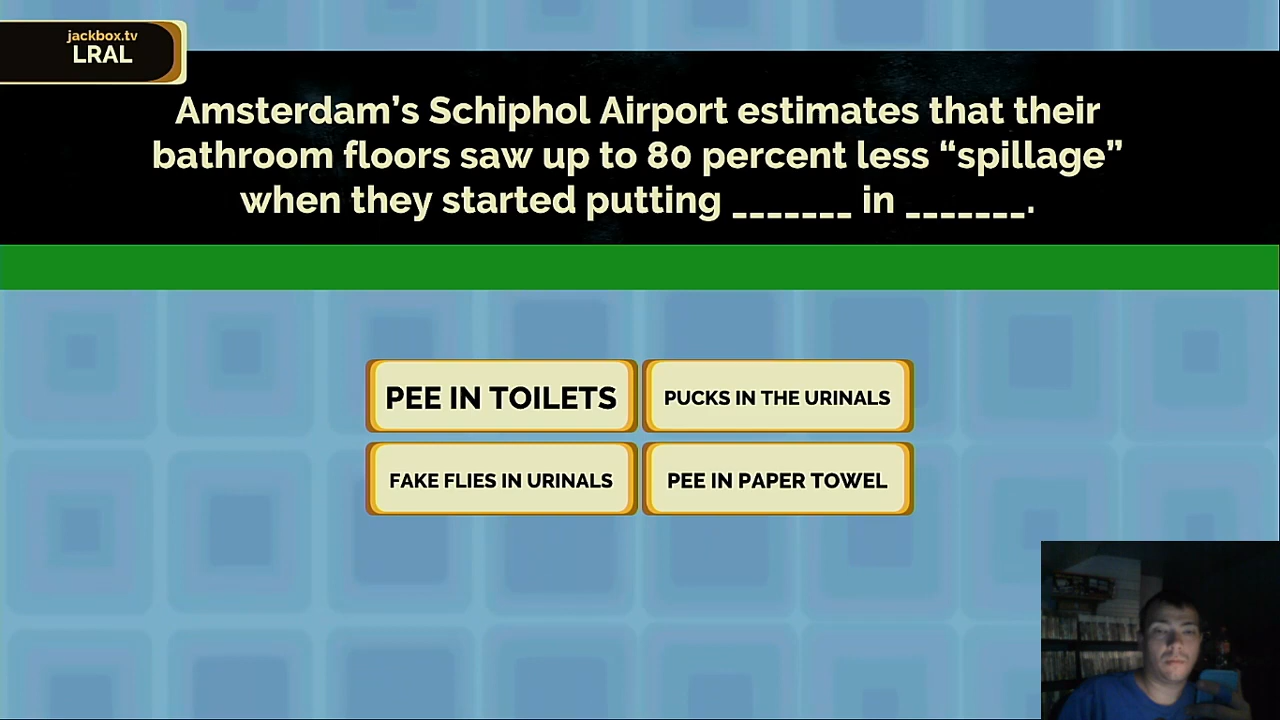 jackbox.tv
LRAL
Amsterdam’s Schiphol Airport estimates that their
bathroom floors saw up to 80 percent less “spillage”
when they started putting _______ in _______.
PEE IN TOILETS
PUCKS IN THE URINALS
FAKE FLIES IN URINALS
PEE IN PAPER TOWEL